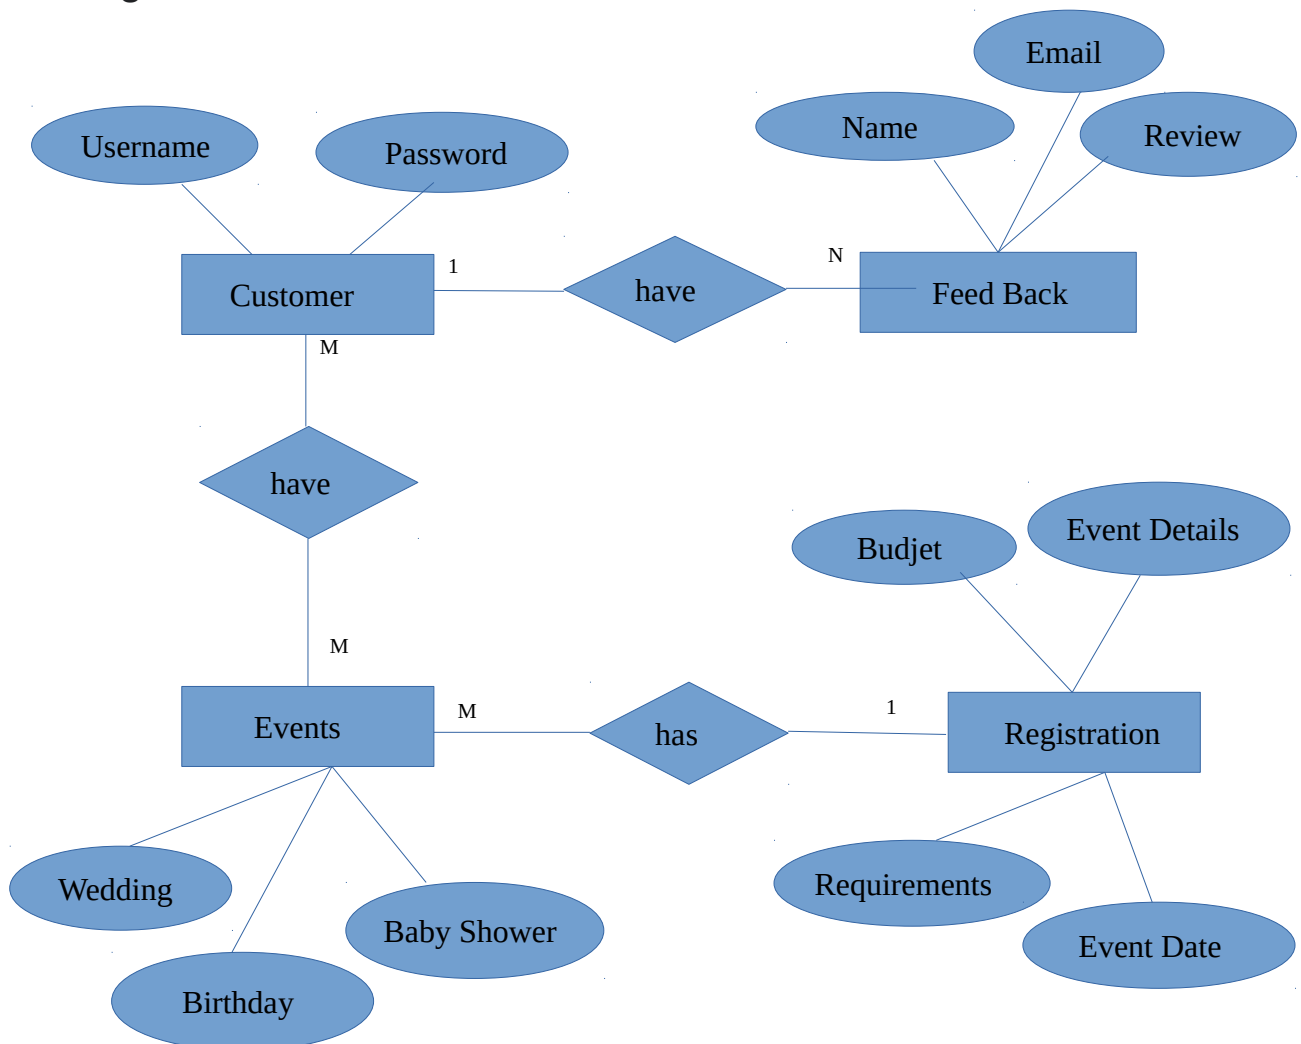 Email
Name
Review
Username
Password
Customer
1
have
N
Feed Back
M
have
M
Budjet
Event Details
Events
M
has
1
Registration
Wedding
Baby Shower
Birthday
Requirements
Event Date